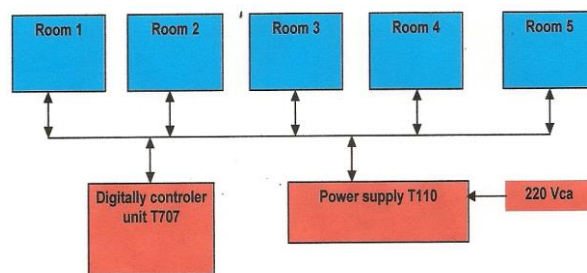 Room 1
Room 2
Room 3
Room 4
Room 5
Digitally controler
unit T707
Power supply T110
220 Vca